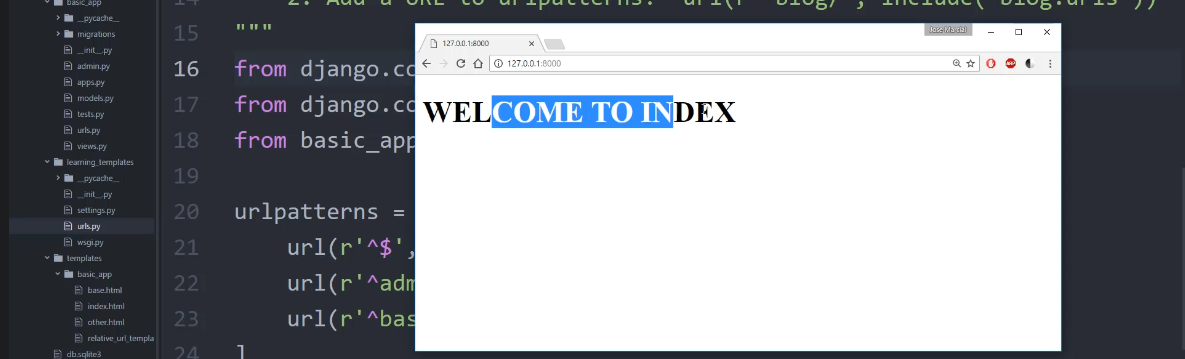 basic_app
__pycache__
migrations
__init__.py
admin.py
apps.py
models.py
tests.py
urls.py
views.py
learning_templates
__pycache__
__init__.py
settings.py
urls.py
wsgi.py
templates
basic_app
base.html
index.html
other.html
relative_url_templa
db.sqlite3
2. Add a URL to urlpatterns: url(r'^blog/', include('blog.urls'))
15 """
16 from django.co
17 from django.co
18 from basic_app
19
20 urlpatterns =
21 url(r'^$',
22 url(r'^adm
23 url(r'^bas
24 ]
Jose Marcial
127.0.0.1:8000
127.0.0.1:8000
WELCOME TO INDEX